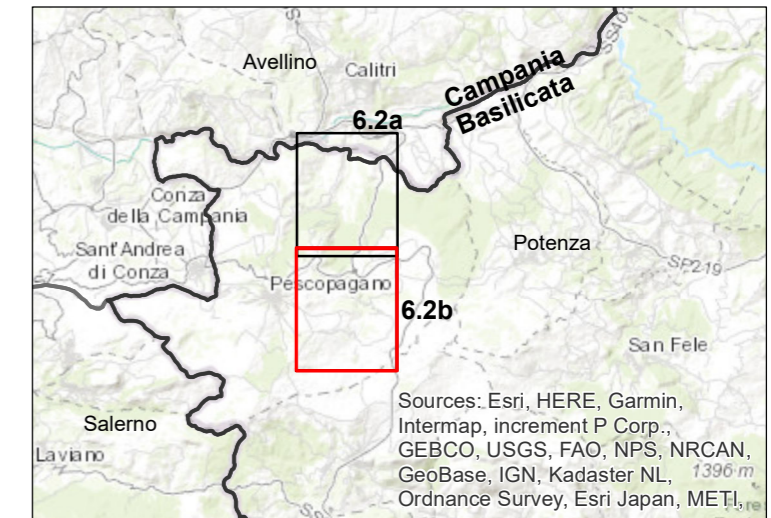 SS401
Avellino
Calitri
Campania
Basilicata
6.2a
Conza
della Campania
Potenza
Sant'Andrea
di Conza
SP219
Pescopagano
6.2b
San Fele
Sources: Esri, HERE, Garmin,
Intermap, increment P Corp.,
GEBCO, USGS, FAO, NPS, NRCAN,
GeoBase, IGN, Kadaster NL,
Ordnance Survey, Esri Japan, METI,
Salerno
Laviano
1396 m